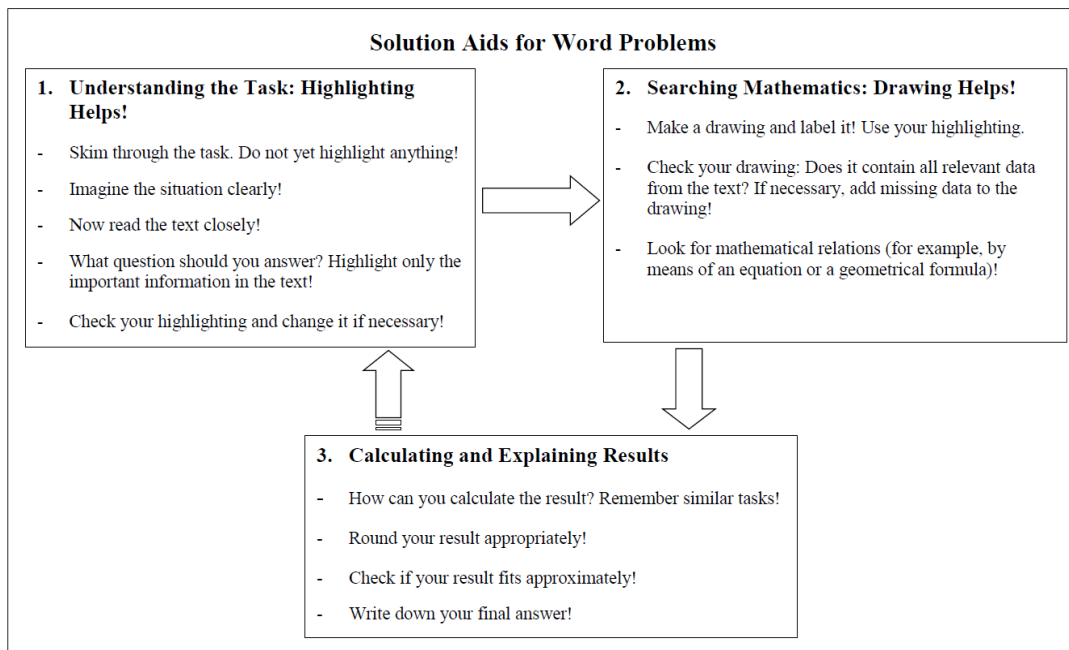 Solution Aids for Word Problems
1. Understanding the Task: Highlighting
Helps!
- Skim through the task. Do not yet highlight anything!
- Imagine the situation clearly!
- Now read the text closely!
- What question should you answer? Highlight only the
important information in the text!
- Check your highlighting and change it if necessary!
2. Searching Mathematics: Drawing Helps!
- Make a drawing and label it! Use your highlighting.
- Check your drawing: Does it contain all relevant data
from the text? If necessary, add missing data to the
drawing!
- Look for mathematical relations (for example, by
means of an equation or a geometrical formula)!
3. Calculating and Explaining Results
- How can you calculate the result? Remember similar tasks!
- Round your result appropriately!
- Check if your result fits approximately!
- Write down your final answer!